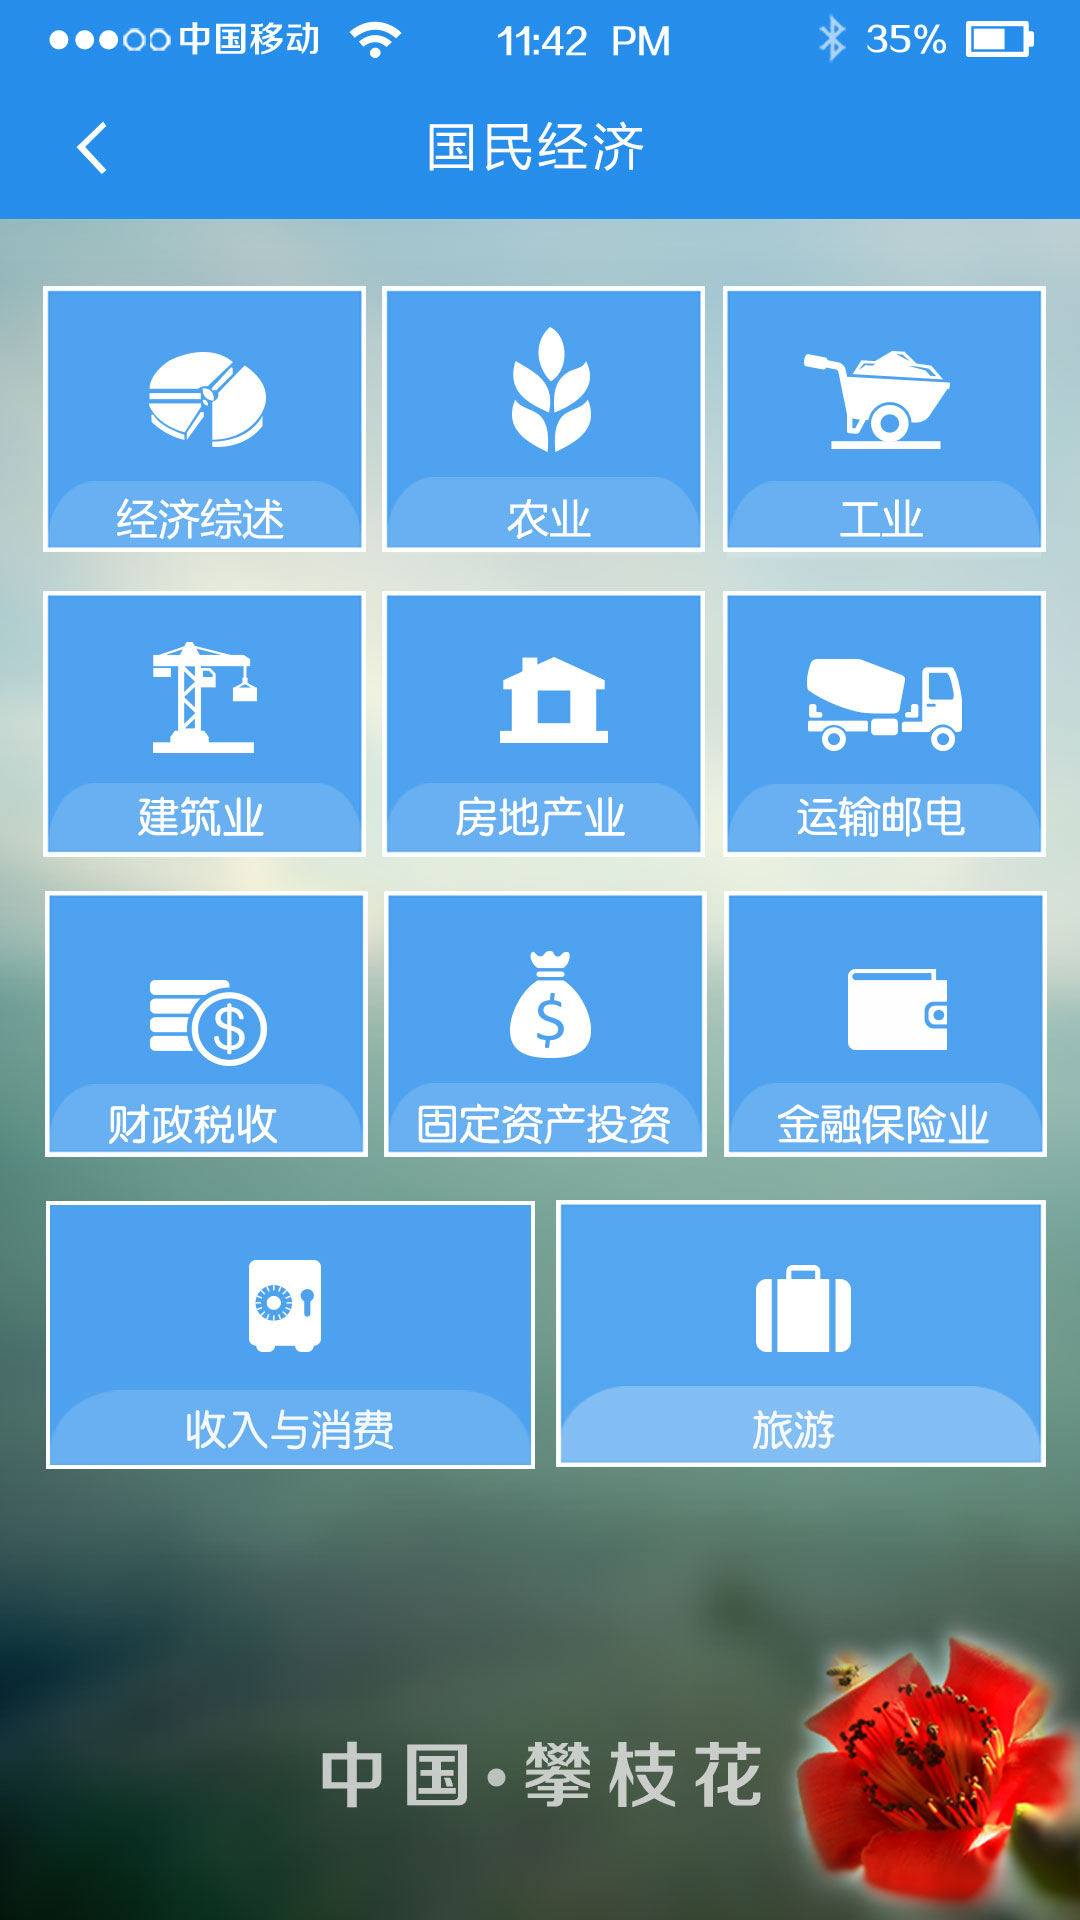 中国移动 11:42 PM 35%
国民经济
经济综述 农业 工业
建筑业 房地产业 运输邮电
$ $
财政税收 固定资产投资 金融保险业
收入与消费 旅游
中国·攀枝花